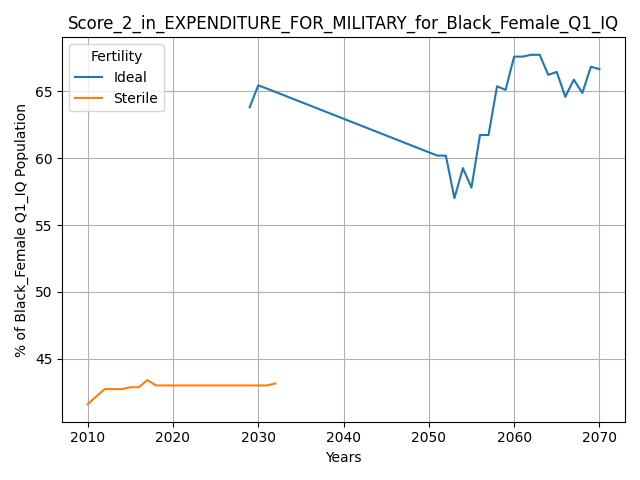 Score_2_in_EXPENDITURE_FOR_MILITARY_for_Black_Female_Q1_IQ
Fertility
Ideal
Sterile
% of Black_Female Q1_IQ Population
65
60
55
50
45
2010 2020 2030 2040 2050 2060 2070
Years